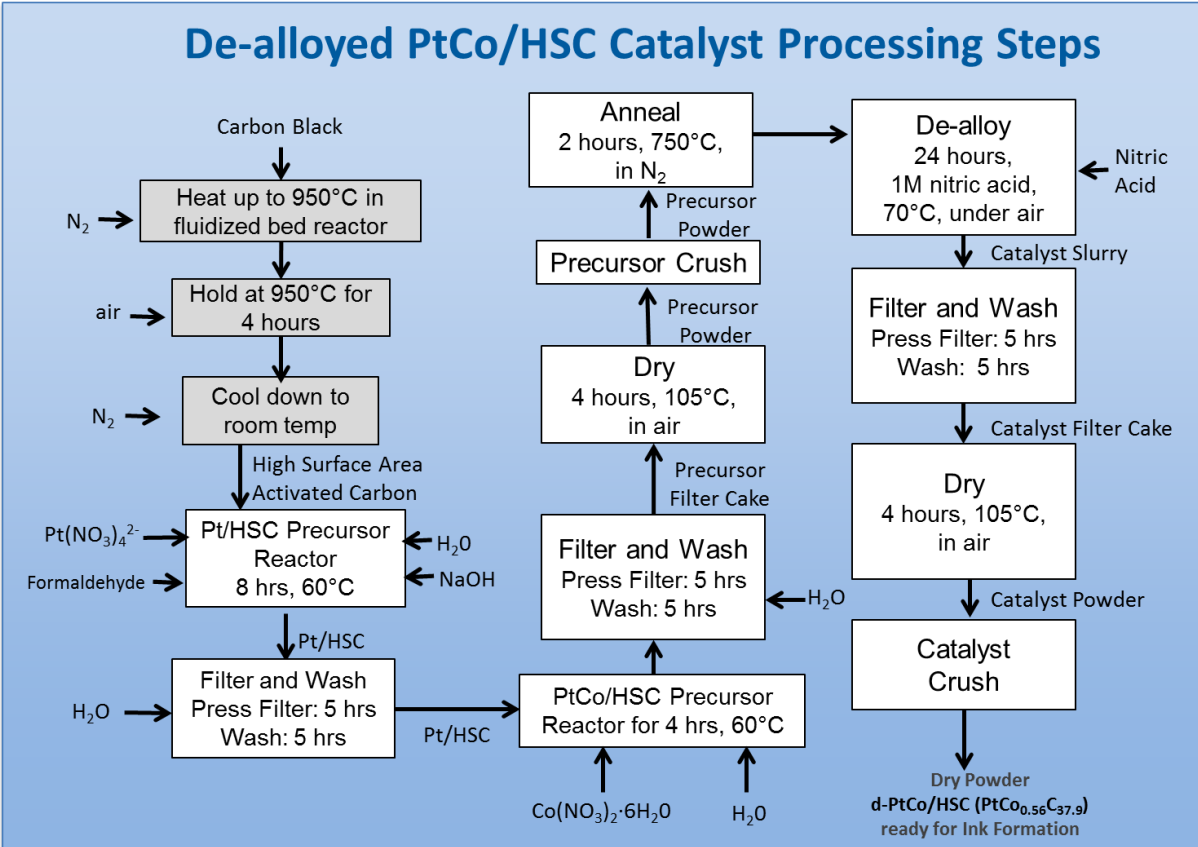 De-alloyed PtCo/HSC Catalyst Processing Steps
Carbon Black
N₂
Heat up to 950°C in
fluidized bed reactor
air
Hold at 950°C for
4 hours
N₂
Cool down to
room temp
High Surface Area
Activated Carbon
Pt(NO₃)₄²⁻
Formaldehyde
Pt/HSC Precursor
Reactor
8 hrs, 60°C
H₂0
NaOH
Pt/HSC
H₂O
Filter and Wash
Press Filter: 5 hrs
Wash: 5 hrs
Pt/HSC
PtCo/HSC Precursor
Reactor for 4 hrs, 60°C
Co(NO₃)₂·6H₂0
H₂0
Filter and Wash
Press Filter: 5 hrs
Wash: 5 hrs
H₂O
Precursor
Filter Cake
Dry
4 hours, 105°C,
in air
Precursor
Powder
Precursor Crush
Precursor
Powder
Anneal
2 hours, 750°C,
in N₂
De-alloy
24 hours,
1M nitric acid,
70°C, under air
Nitric
Acid
Catalyst Slurry
Filter and Wash
Press Filter: 5 hrs
Wash: 5 hrs
Catalyst Filter Cake
Dry
4 hours, 105°C,
in air
Catalyst Powder
Catalyst
Crush
Dry Powder
d-PtCo/HSC (PtCo₀.₅₆C₃₇.₉)
ready for Ink Formation